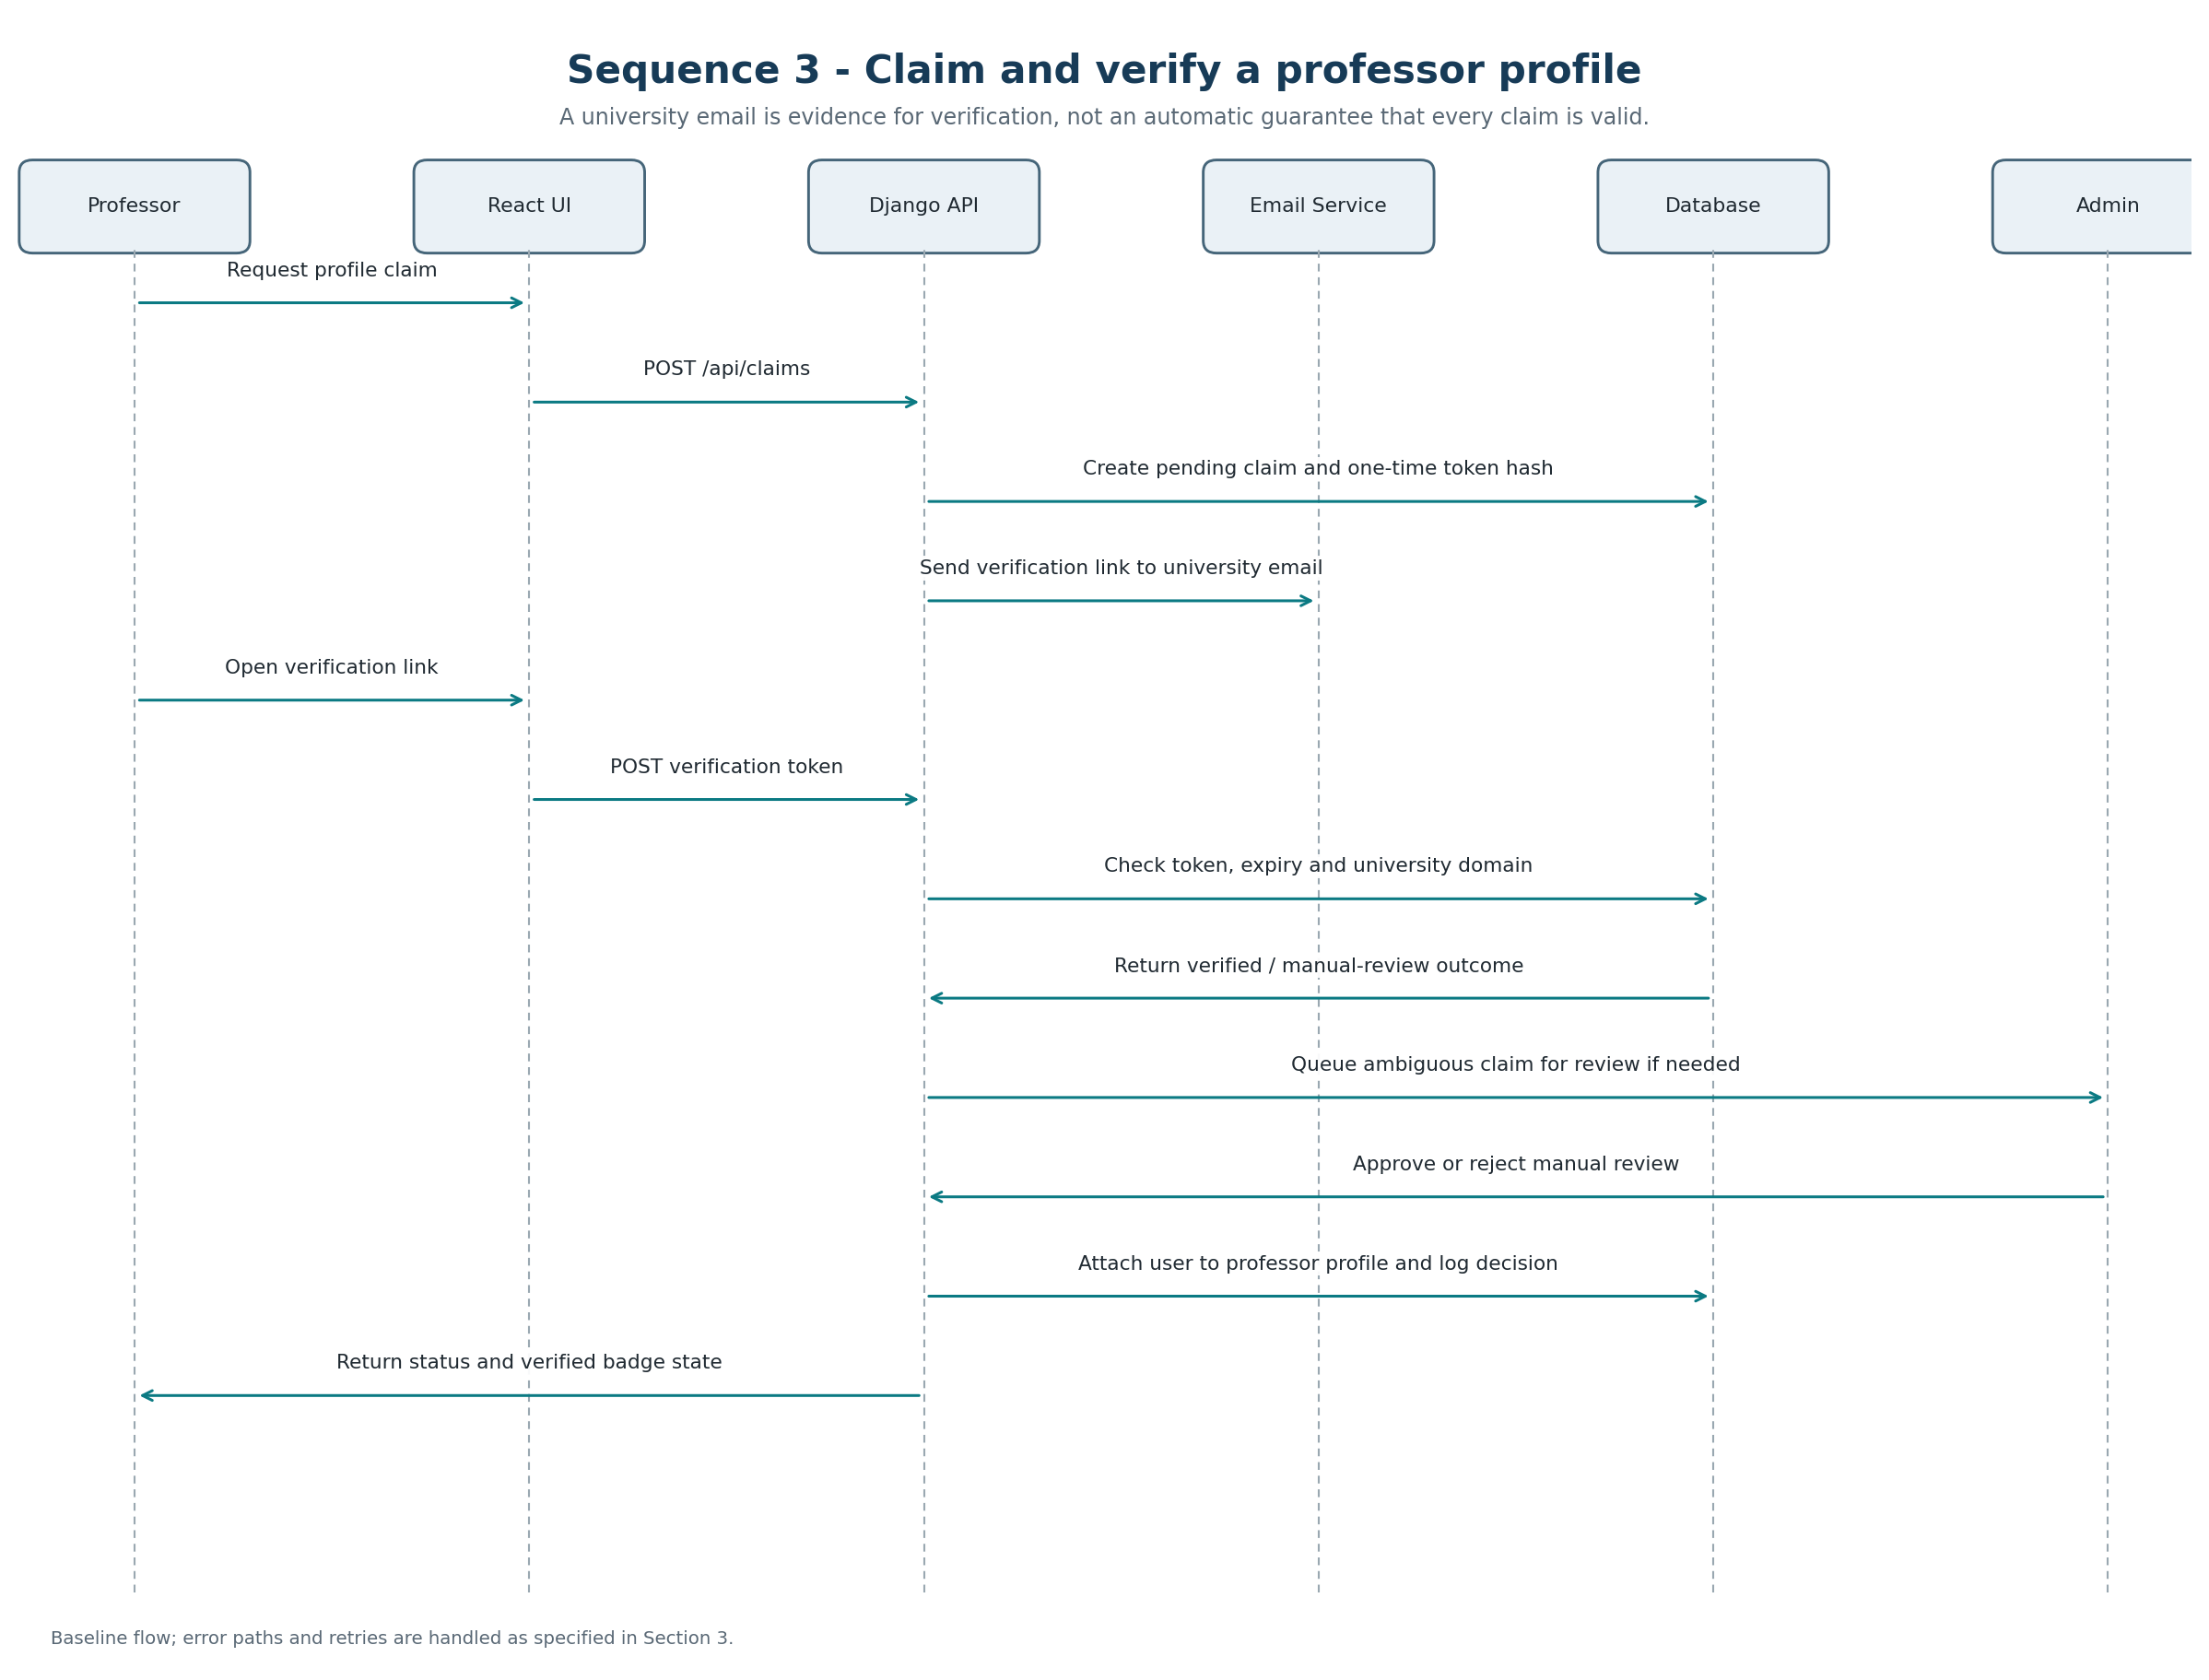 Sequence 3 - Claim and verify a professor profile
A university email is evidence for verification, not an automatic guarantee that every claim is valid.
Professor
React UI
Django API
Email Service
Database
Admin
Request profile claim
POST /api/claims
Create pending claim and one-time token hash
Send verification link to university email
Open verification link
POST verification token
Check token, expiry and university domain
Return verified / manual-review outcome
Queue ambiguous claim for review if needed
Approve or reject manual review
Attach user to professor profile and log decision
Return status and verified badge state
Baseline flow; error paths and retries are handled as specified in Section 3.